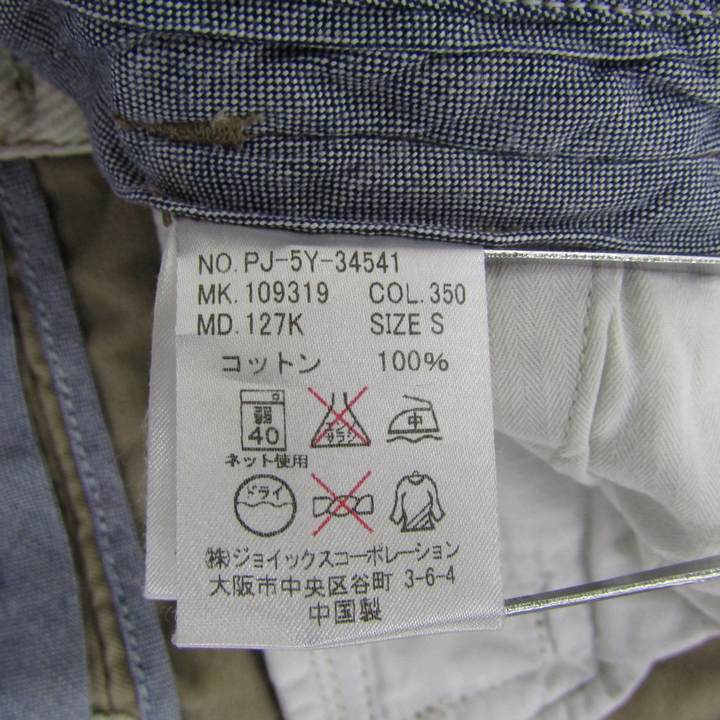 NO. PJ-5Y-34541
MK. 109319 COL. 350
MD. 127K SIZE S
コットン 100%
40 エンソサラシ 中
ネット使用
ドライ
㈱ジョイックスコーポレーション
大阪市中央区谷町 3-6-4
中国製